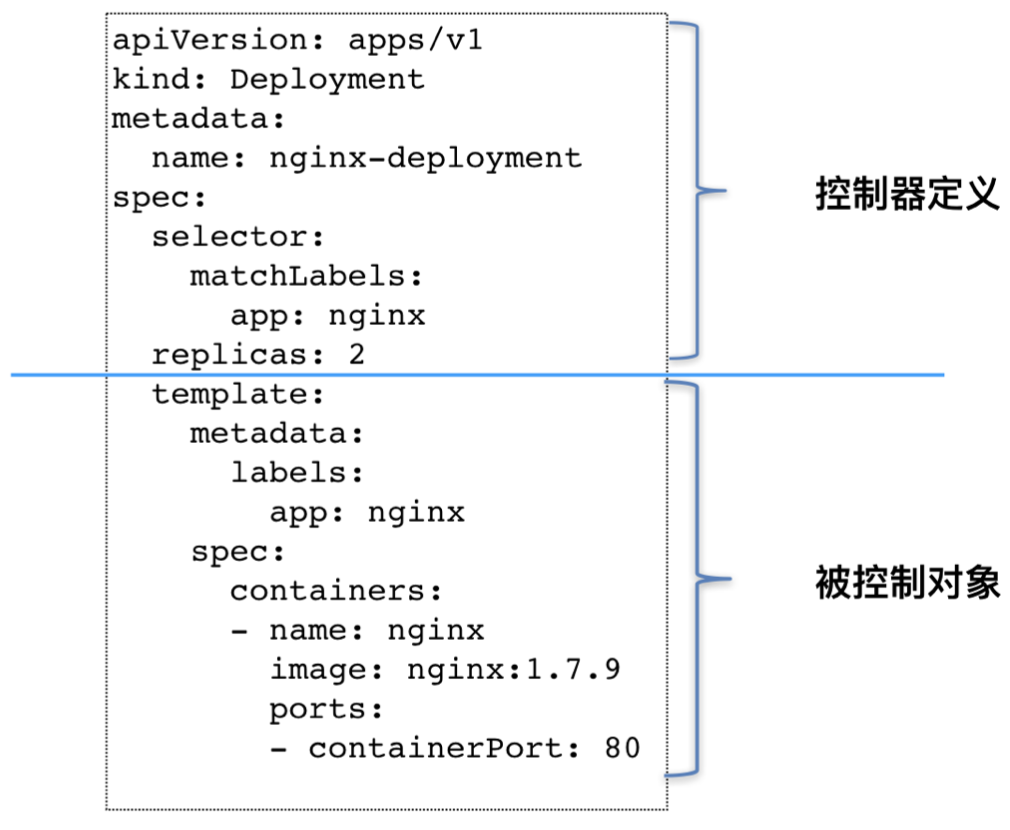 apiVersion: apps/v1
kind: Deployment
metadata:
  name: nginx-deployment
spec:
  selector:
    matchLabels:
      app: nginx
  replicas: 2
控制器定义
  template:
    metadata:
      labels:
        app: nginx
    spec:
      containers:
      - name: nginx
        image: nginx:1.7.9
        ports:
        - containerPort: 80
被控制对象